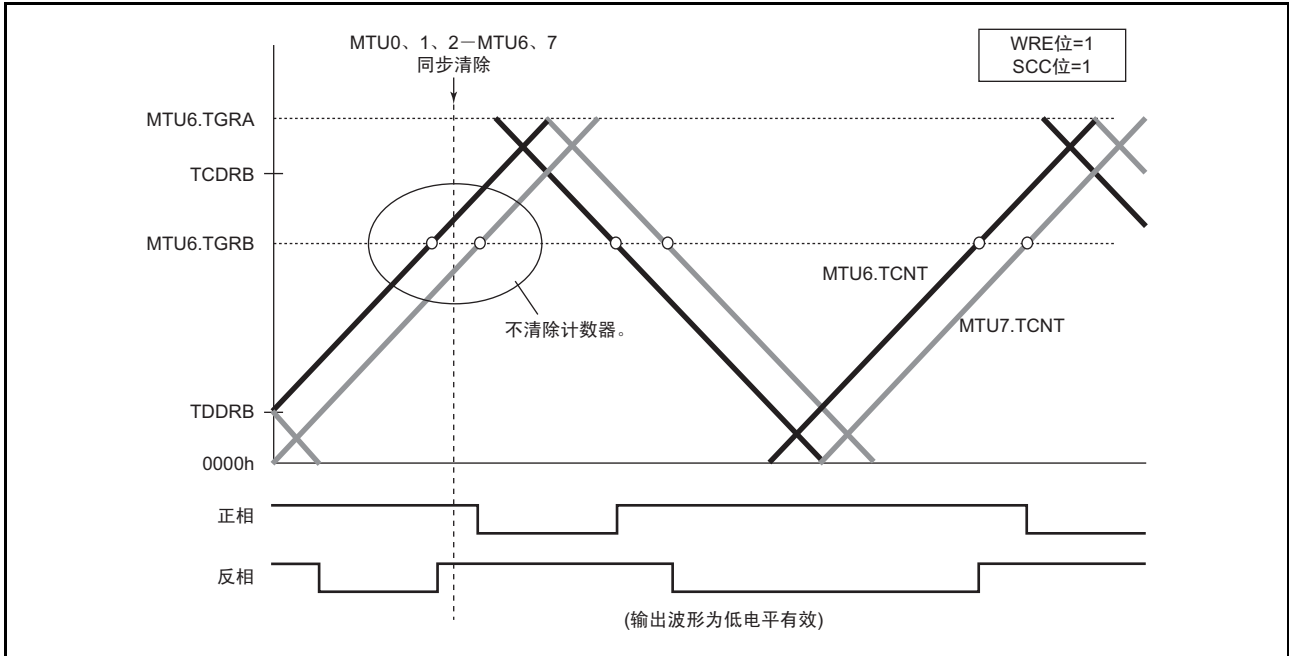 MTU0、1、2－MTU6、7
同步清除
WRE位=1
SCC位=1
MTU6.TGRA
TCDRB
MTU6.TGRB
MTU6.TCNT
MTU7.TCNT
不清除计数器。
TDDRB
0000h
正相
反相
(输出波形为低电平有效)